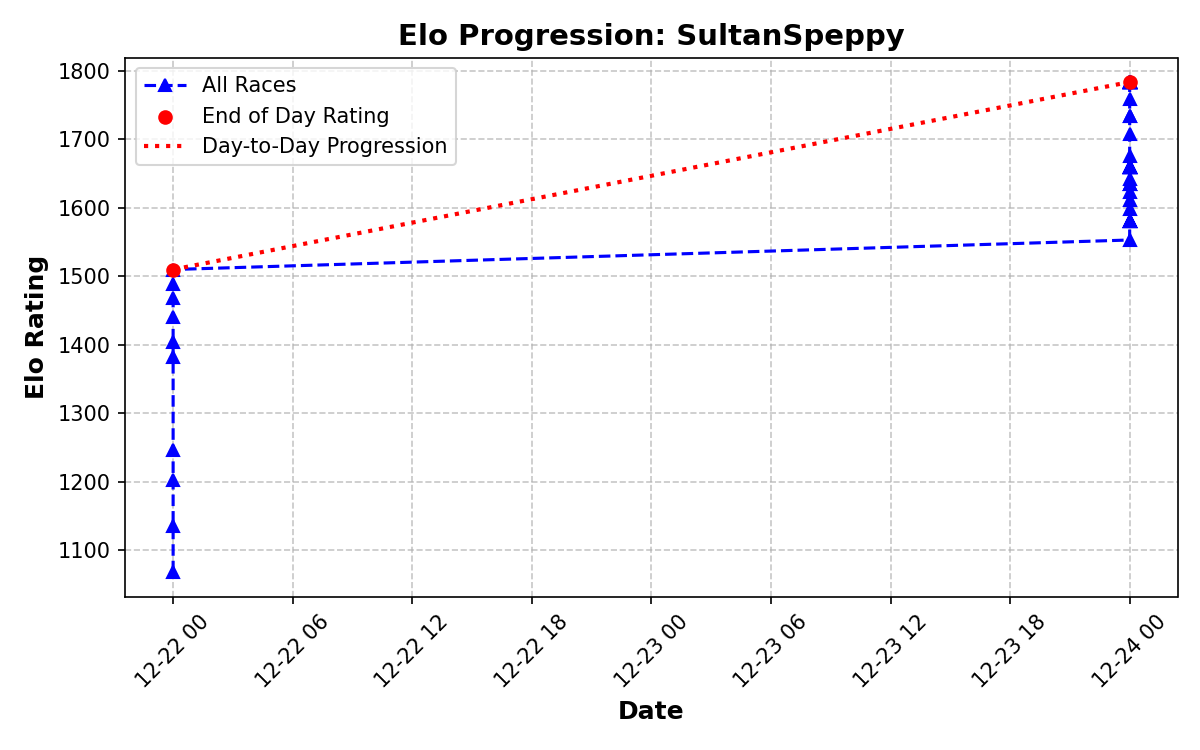 Elo Progression: SultanSpeppy
All Races
End of Day Rating
Day-to-Day Progression
Elo Rating
1800
1700
1600
1500
1400
1300
1200
1100
12-22 00
12-22 06
12-22 12
12-22 18
12-23 00
12-23 06
12-23 12
12-23 18
12-24 00
Date